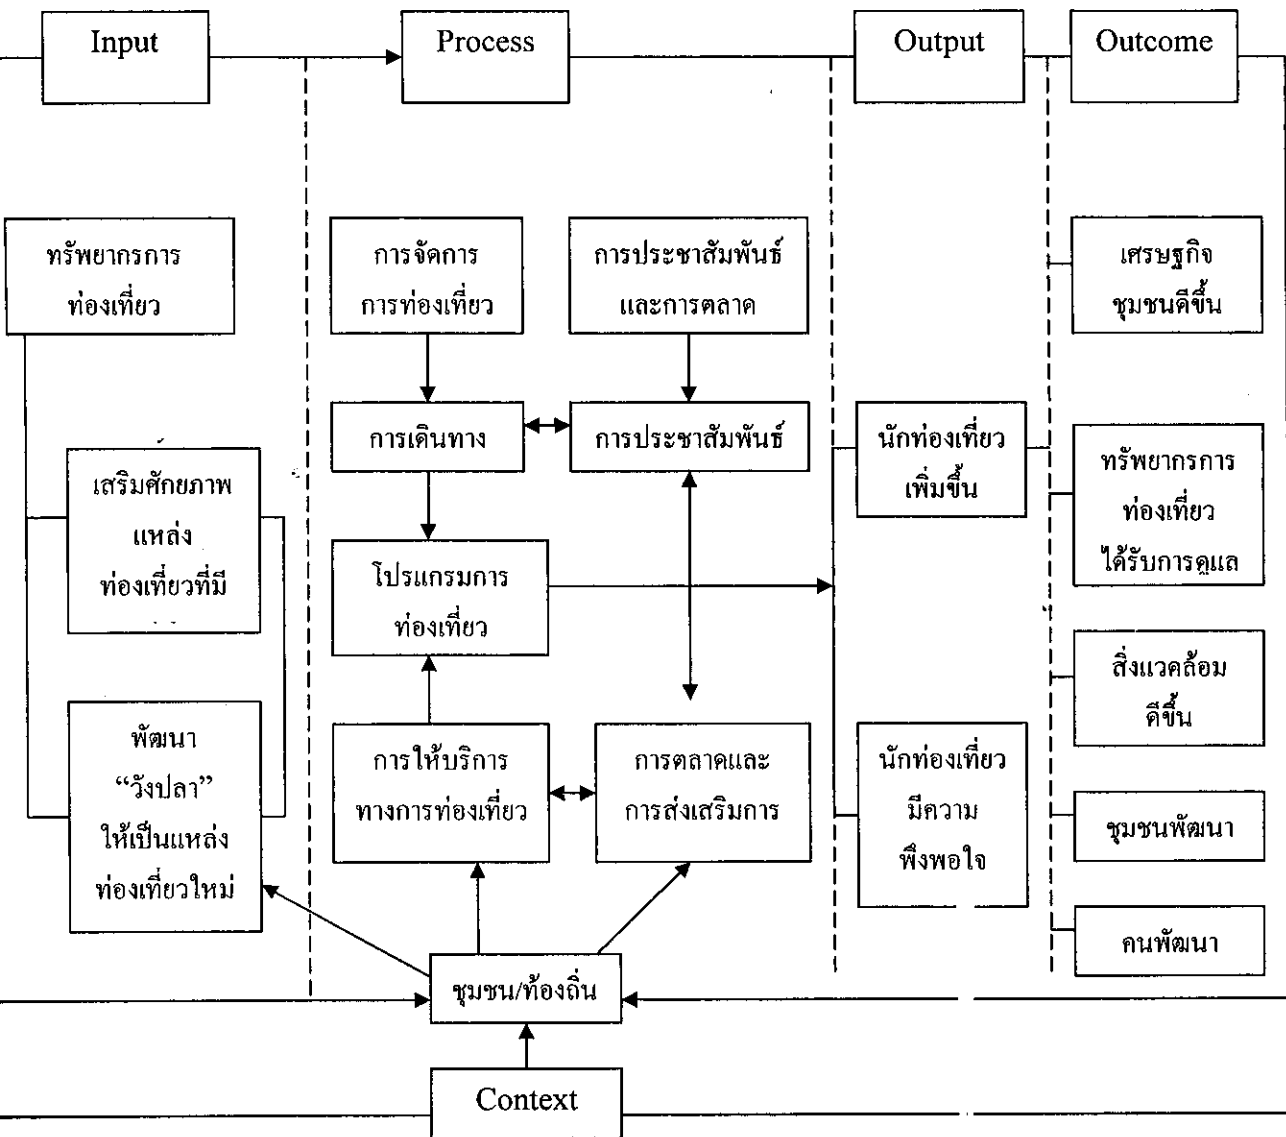 Input
Process
Output
Outcome
ทรัพยากรการ
ท่องเที่ยว
เสริมศักยภาพ
แหล่ง
ท่องเที่ยวที่มี
พัฒนา
“วังปลา”
ให้เป็นแหล่ง
ท่องเที่ยวใหม่
การจัดการ
การท่องเที่ยว
การประชาสัมพันธ์
และการตลาด
การเดินทาง
การประชาสัมพันธ์
โปรแกรมการ
ท่องเที่ยว
การให้บริการ
ทางการท่องเที่ยว
การตลาดและ
การส่งเสริมการ
นักท่องเที่ยว
เพิ่มขึ้น
นักท่องเที่ยว
มีความ
พึงพอใจ
เศรษฐกิจ
ชุมชนดีขึ้น
ทรัพยากรการ
ท่องเที่ยว
ได้รับการดูแล
สิ่งแวดล้อม
ดีขึ้น
ชุมชนพัฒนา
คนพัฒนา
ชุมชน/ท้องถิ่น
Context